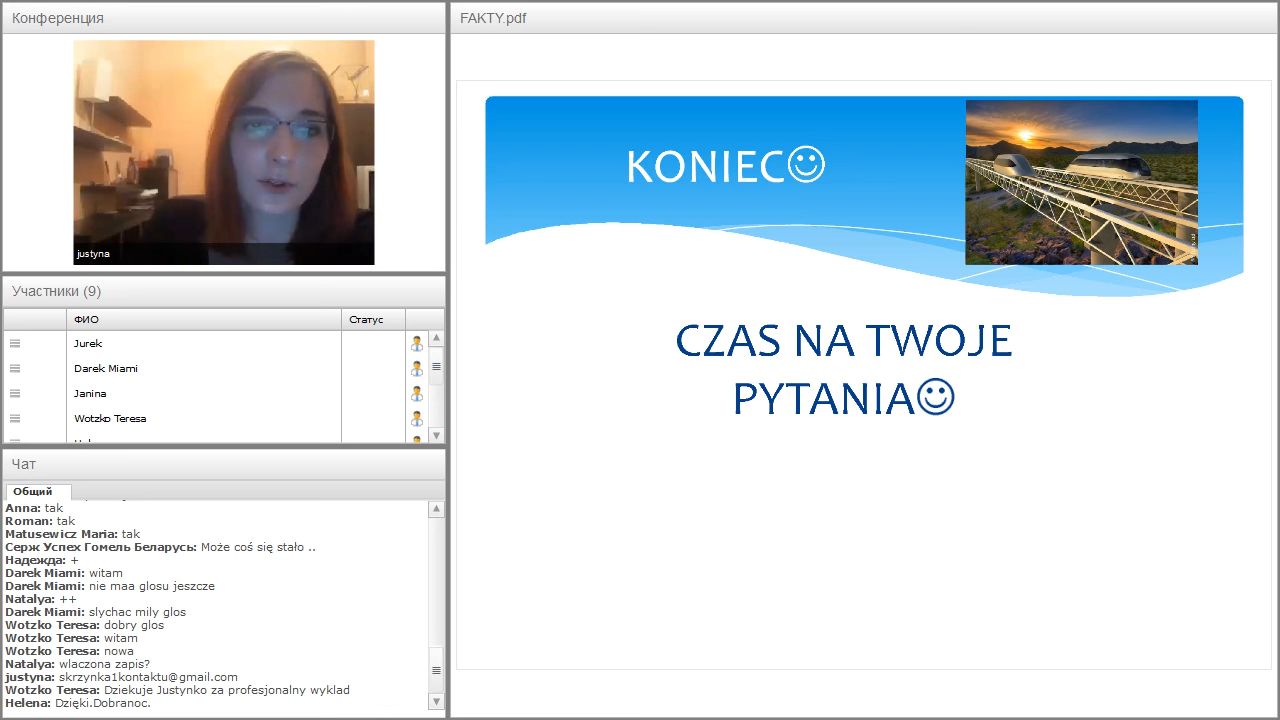 Конференция
justyna
Участники (9)
ФИО
Статус
Jurek
Darek Miami
Janina
Wotzko Teresa
Чат
Общий
Anna: tak
Roman: tak
Matusewicz Maria: tak
Серж Успех Гомель Беларусь: Może coś się stało ..
Надежда: +
Darek Miami: witam
Darek Miami: nie maa glosu jeszcze
Natalya: ++
Darek Miami: slychac mily glos
Wotzko Teresa: dobry glos
Wotzko Teresa: witam
Wotzko Teresa: nowa
Natalya: wlaczona zapis?
justyna: skrzynka1kontaktu@gmail.com
Wotzko Teresa: Dziekuje Justynko za profesjonalny wyklad
Helena: Dzięki.Dobranoc.
FAKTY.pdf
KONIEC☺
CZAS NA TWOJE
PYTANIA☺